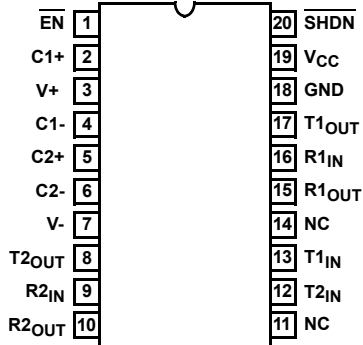 EN 1 20 SHDN
C1+ 2 19 VCC
V+ 3 18 GND
C1- 4 17 T1OUT
C2+ 5 16 R1IN
C2- 6 15 R1OUT
V- 7 14 NC
T2OUT 8 13 T1IN
R2IN 9 12 T2IN
R2OUT 10 11 NC